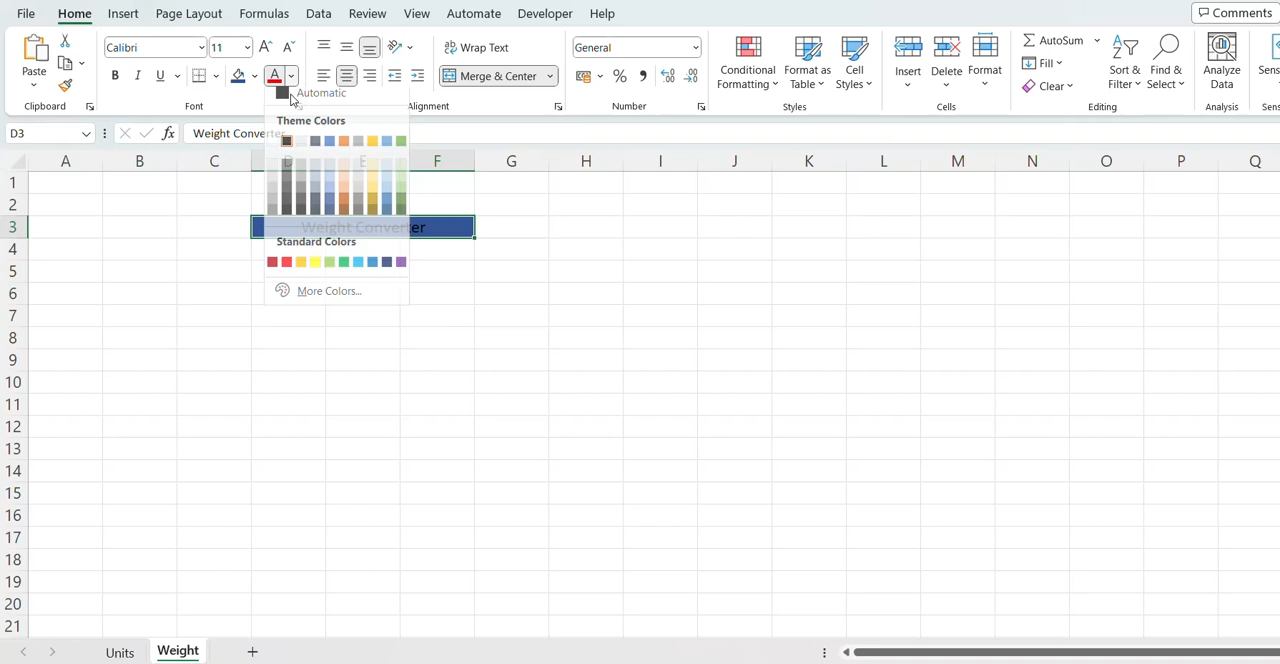 File Home Insert Page Layout Formulas Data Review View Automate Developer Help Comments
Calibri 11 Wrap Text General AutoSum
Paste Conditional Format as Cell Insert Delete Format Fill Sort & Find & Analyze
B I U A Merge & Center % Formatting Table Styles Clear Filter Select Data
Clipboard Font Alignment Number Styles Cells Editing Analysis
Automatic
Theme Colors
D3 fx Weight Converter
A B C D E F G H I J K L M N O P Q
1
2
3 Weight Converter
Standard Colors
4
5
More Colors...
6
7
8
9
10
11
12
13
14
15
16
17
18
19
20
21
Units Weight +